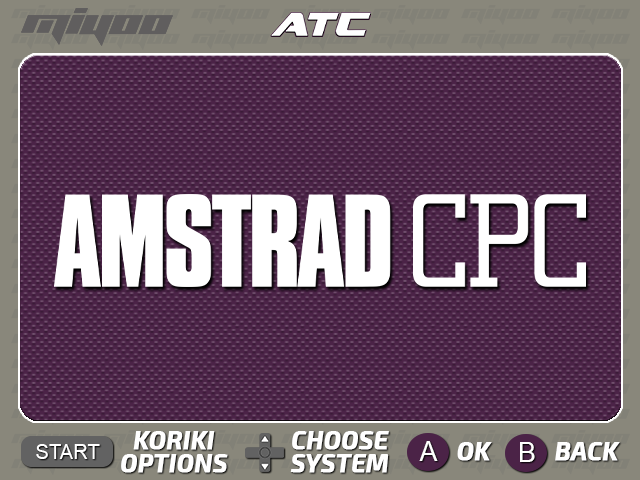 miyoo
ATC
AMSTRAD CPC
START
KORIKI
OPTIONS
CHOOSE
SYSTEM
A OK
B BACK